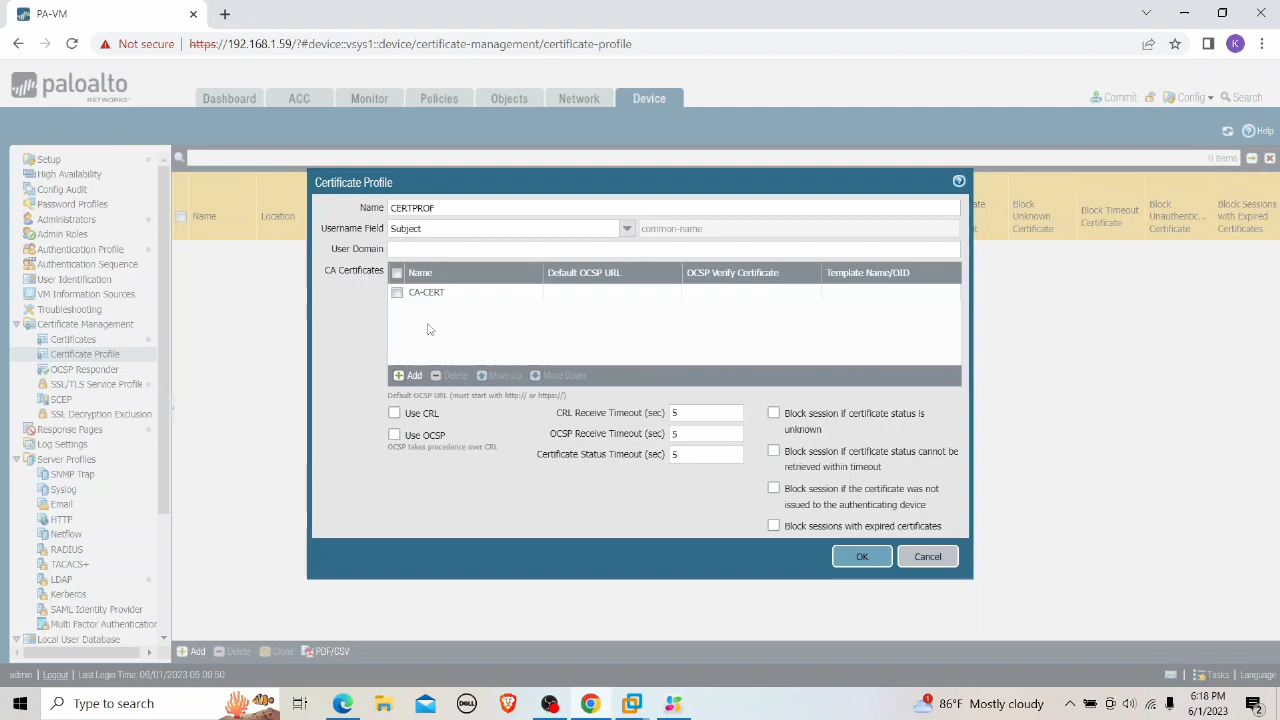 PA-VM
Not secure https://192.168.1.59/?#device::vsys1::device/certificate-management/certificate-profile
K
paloalto
NETWORKS
Dashboard ACC Monitor Policies Objects Network Device
Commit Config Search
Help
0 items
Setup
High Availability
Config Audit
Password Profiles
Administrators
Admin Roles
Authentication Profile
Authentication Sequence
User Identification
VM Information Sources
Troubleshooting
Certificate Management
Certificates
Certificate Profile
OCSP Responder
SSL/TLS Service Profile
SCEP
SSL Decryption Exclusion
Response Pages
Log Settings
Server Profiles
SNMP Trap
Syslog
Email
HTTP
Netflow
RADIUS
TACACS+
LDAP
Kerberos
SAML Identity Provider
Multi Factor Authentication
Local User Database
Name Location
Block Unknown Certificate
Block Timeout Certificate
Block Unauthentic... Certificate
Block Sessions with Expired Certificates
Certificate Profile
Name CERTPROF
Username Field Subject common-name
User Domain
CA Certificates Name Default OCSP URL OCSP Verify Certificate Template Name/OID
CA-CERT
Add Delete Move Up Move Down
Default OCSP URL (must start with http:// or https://)
Use CRL
Use OCSP
OCSP takes precedence over CRL
CRL Receive Timeout (sec) 5
OCSP Receive Timeout (sec) 5
Certificate Status Timeout (sec) 5
Block session if certificate status is
unknown
Block session if certificate status cannot be
retrieved within timeout
Block session if the certificate was not
issued to the authenticating device
Block sessions with expired certificates
OK Cancel
Add Delete Clone PDF/CSV
admin Logout Last Login Time: 06/01/2023 05:09:50
Tasks Language
Type here to search
DELL
86°F Mostly cloudy
6:18 PM
6/1/2023
2